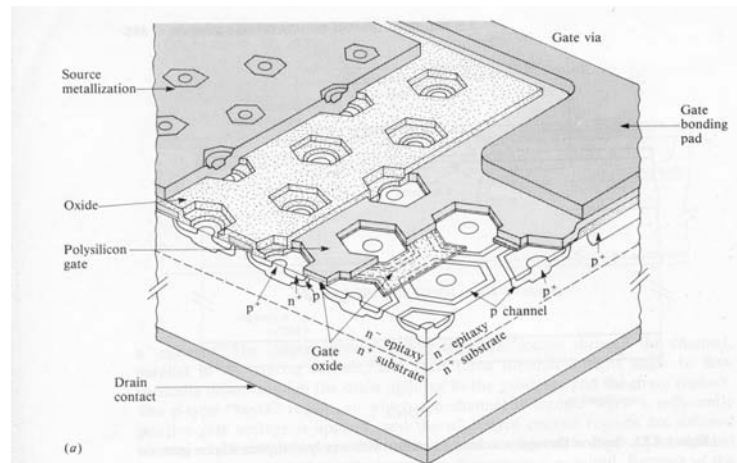 Gate via
Source
metallization
Gate
bonding
pad
Oxide
Polysilicon
gate
p+
n+
p
p channel
p+
p+
Gate
oxide
n− epitaxy
n+ substrate
n− epitaxy
n+ substrate
Drain
contact
(a)